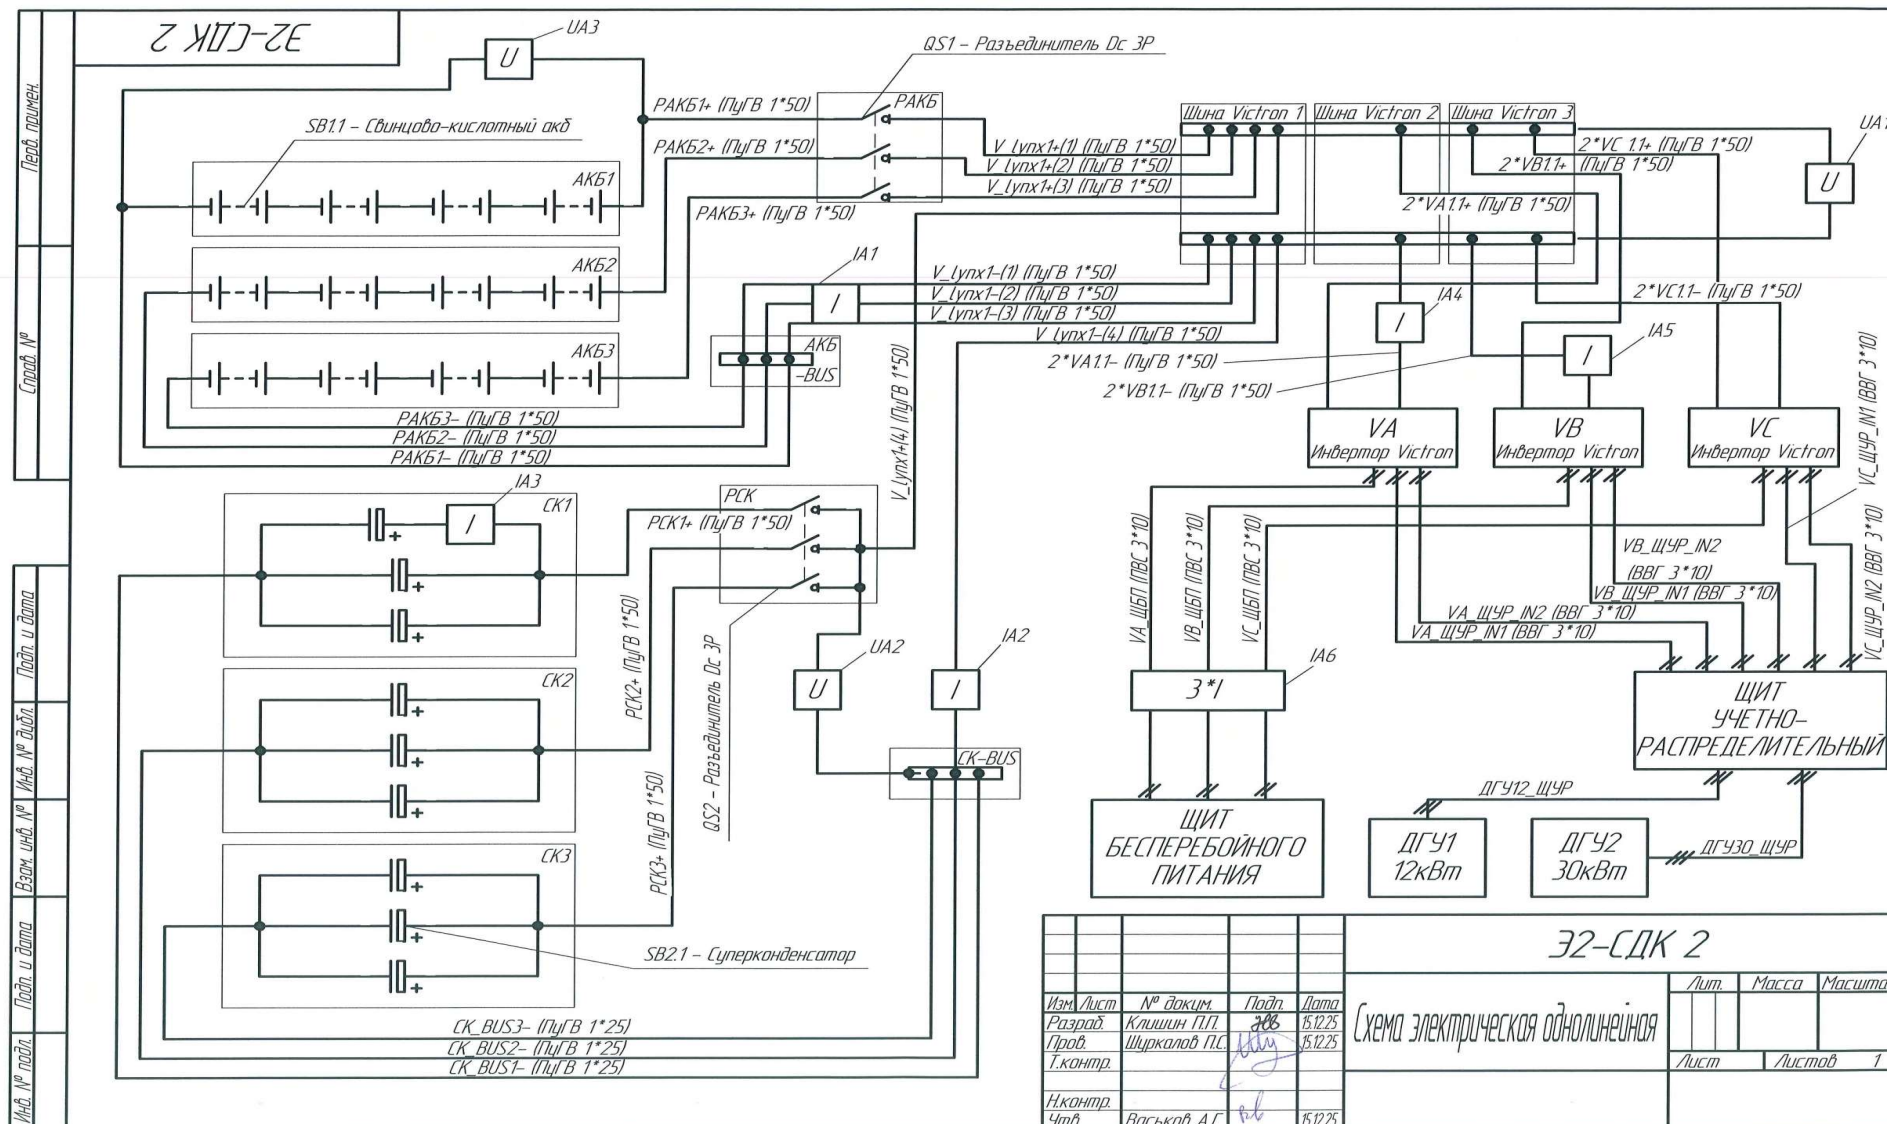 Э2-СДК 2
UA3
QS1 - Разъединитель Dc 3P
SB1.1 - Свинцово-кислотный акб
U
РАКБ1+ (ПуГВ 1*50)
РАКБ
РАКБ2+ (ПуГВ 1*50)
РАКБ3+ (ПуГВ 1*50)
Шина Victron 1
Шина Victron 2
Шина Victron 3
UA1
U
V_lynx1+(1) (ПуГВ 1*50)
V_lynx1+(2) (ПуГВ 1*50)
V_lynx1+(3) (ПуГВ 1*50)
2*VC 1.1+ (ПуГВ 1*50)
2*VB1.1+ (ПуГВ 1*50)
2*VA1.1+ (ПуГВ 1*50)
АКБ1
АКБ2
АКБ3
IA1
I
V_lynx1-(1) (ПуГВ 1*50)
V_lynx1-(2) (ПуГВ 1*50)
V_lynx1-(3) (ПуГВ 1*50)
V_lynx1-(4) (ПуГВ 1*50)
АКБ
-BUS
V_lynx1+(4) (ПуГВ 1*50)
2*VA1.1- (ПуГВ 1*50)
2*VB1.1- (ПуГВ 1*50)
2*VC1.1- (ПуГВ 1*50)
IA4
I
IA5
I
РАКБ3- (ПуГВ 1*50)
РАКБ2- (ПуГВ 1*50)
РАКБ1- (ПуГВ 1*50)
VA
Инвертор Victron
VB
Инвертор Victron
VC
Инвертор Victron
VC_ЩУР_IN1 (ВВГ 3*10)
VC_ЩУР_IN2 (ВВГ 3*10)
IA3
I
СК1
РСК
РСК1+ (ПуГВ 1*50)
РСК2+ (ПуГВ 1*50)
РСК3+ (ПуГВ 1*50)
QS2 - Разъединитель Dc 3P
VA_ЩБП (ПВС 3*10)
VB_ЩБП (ПВС 3*10)
VC_ЩБП (ПВС 3*10)
VB_ЩУР_IN2
(ВВГ 3*10)
VB_ЩУР_IN1 (ВВГ 3*10)
VA_ЩУР_IN2 (ВВГ 3*10)
VA_ЩУР_IN1 (ВВГ 3*10)
UA2
U
IA2
I
IA6
3*I
СК2
СК-BUS
ЩИТ
УЧЕТНО-
РАСПРЕДЕЛИТЕЛЬНЫЙ
ЩИТ
БЕСПЕРЕБОЙНОГО
ПИТАНИЯ
ДГУ12_ЩУР
ДГУ1
12кВт
ДГУ2
30кВт
ДГУ30_ЩУР
СК3
SB2.1 - Суперконденсатор
СК_BUS3- (ПуГВ 1*25)
СК_BUS2- (ПуГВ 1*25)
СК_BUS1- (ПуГВ 1*25)
Перв. примен.
Справ. №
Подп. и дата
Инв. № дубл.
Взам. инв. №
Подп. и дата
Инв. № подл.
Э2-СДК 2
Схема электрическая однолинейная
Изм. Лист № докум. Подп. Дата
Разраб. Клишин П.П. 15.12.25
Пров. Шуркалов П.С. 15.12.25
Т.контр.
Н.контр.
Утв. Васьков А.Г. 15.12.25
Лит. Масса
Лист Листов 1